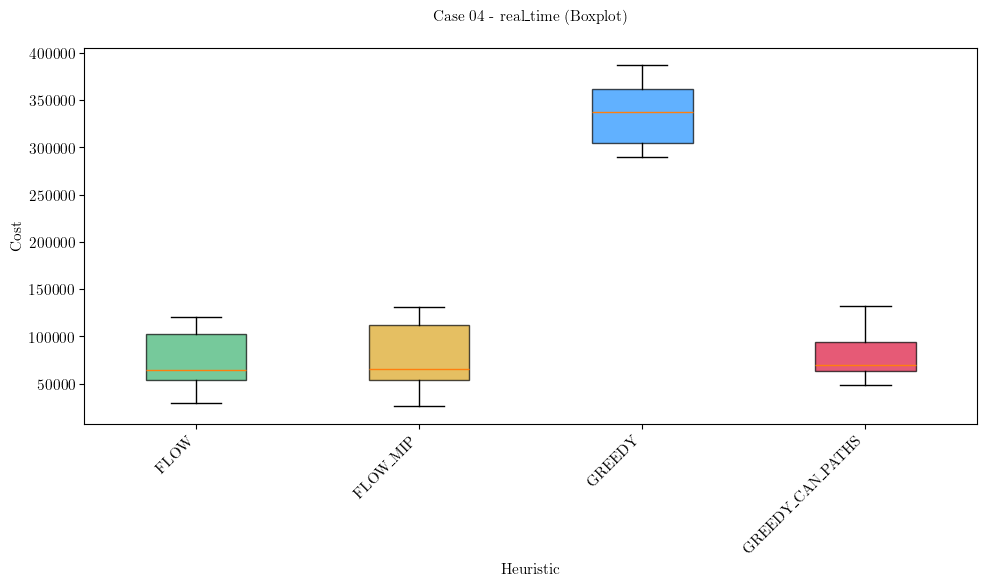 Case 04 - real_time (Boxplot)
400000
350000
300000
250000
200000
150000
100000
50000
Cost
FLOW
FLOW_MIP
GREEDY
GREEDY_CAN_PATHS
Heuristic